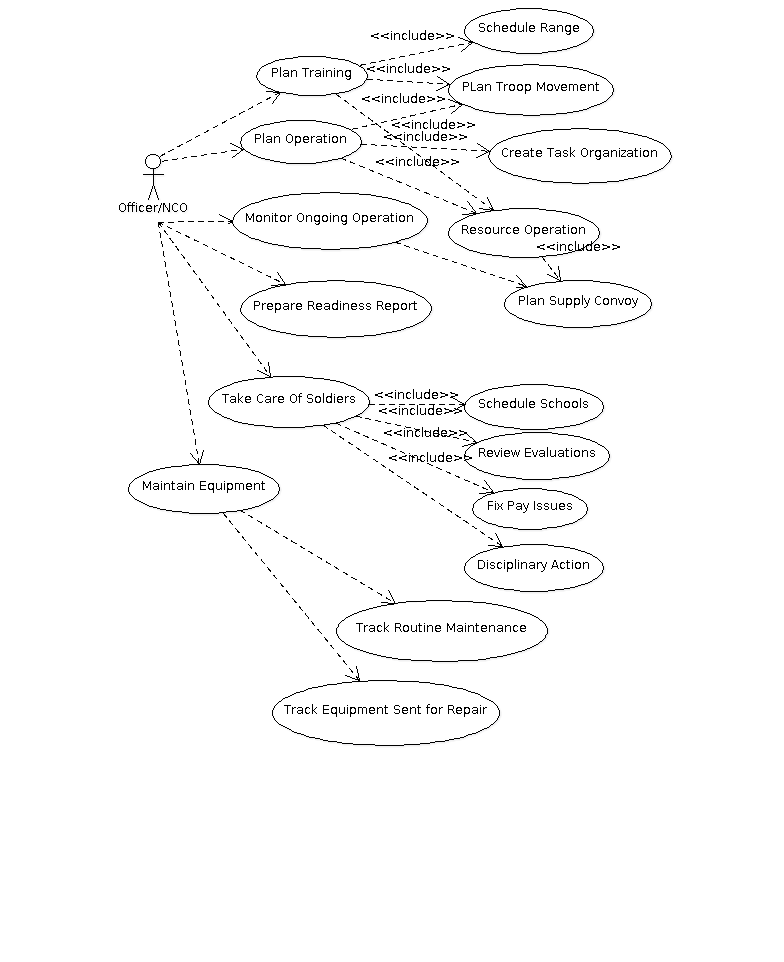 Schedule Range
<<include>>
Plan Training
<<include>>
PLan Troop Movement
<<include>>
<<include>>
Plan Operation
<<include>>
Create Task Organization
<<include>>
Officer/NCO
Monitor Ongoing Operation
Resource Operation
<<include>>
Prepare Readiness Report
Plan Supply Convoy
Take Care Of Soldiers
<<include>>
Schedule Schools
<<include>>
<<include>>
Review Evaluations
<<include>>
Maintain Equipment
Fix Pay Issues
Disciplinary Action
Track Routine Maintenance
Track Equipment Sent for Repair